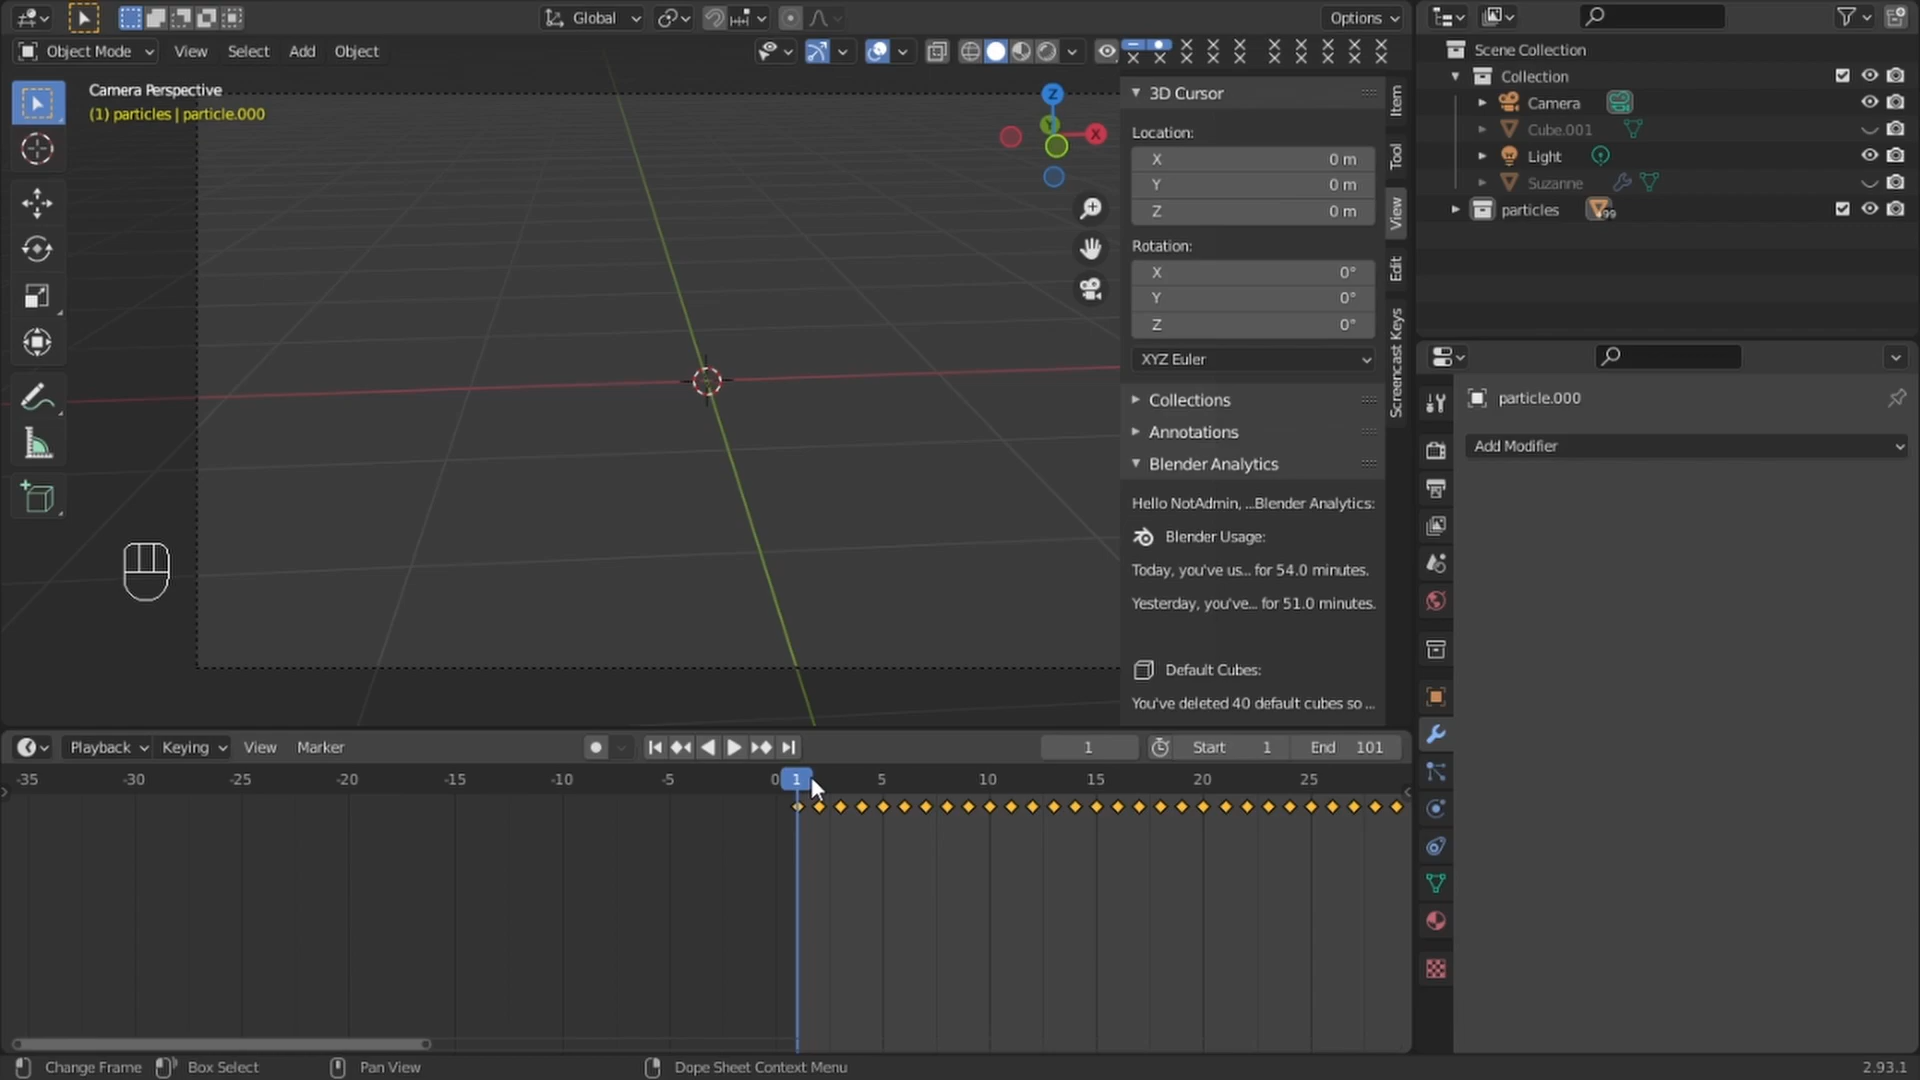 Global
Options
Object Mode
View
Select
Add
Object
Camera Perspective
(1) particles | particle.000
Z
Y
X
3D Cursor
Location:
X 0 m
Y 0 m
Z 0 m
Rotation:
X 0°
Y 0°
Z 0°
XYZ Euler
Collections
Annotations
Blender Analytics
Hello NotAdmin, ...Blender Analytics:
Blender Usage:
Today, you've us... for 54.0 minutes.
Yesterday, you've... for 51.0 minutes.
Default Cubes:
You've deleted 40 default cubes so ...
Item
Tool
View
Edit
Screencast Keys
Scene Collection
Collection
Camera
Cube.001
Light
Suzanne
particles
99
particle.000
Add Modifier
Playback
Keying
View
Marker
1
Start 1
End 101
-35 -30 -25 -20 -15 -10 -5 0 1 5 10 15 20 25
Change Frame
Box Select
Pan View
Dope Sheet Context Menu
2.93.1